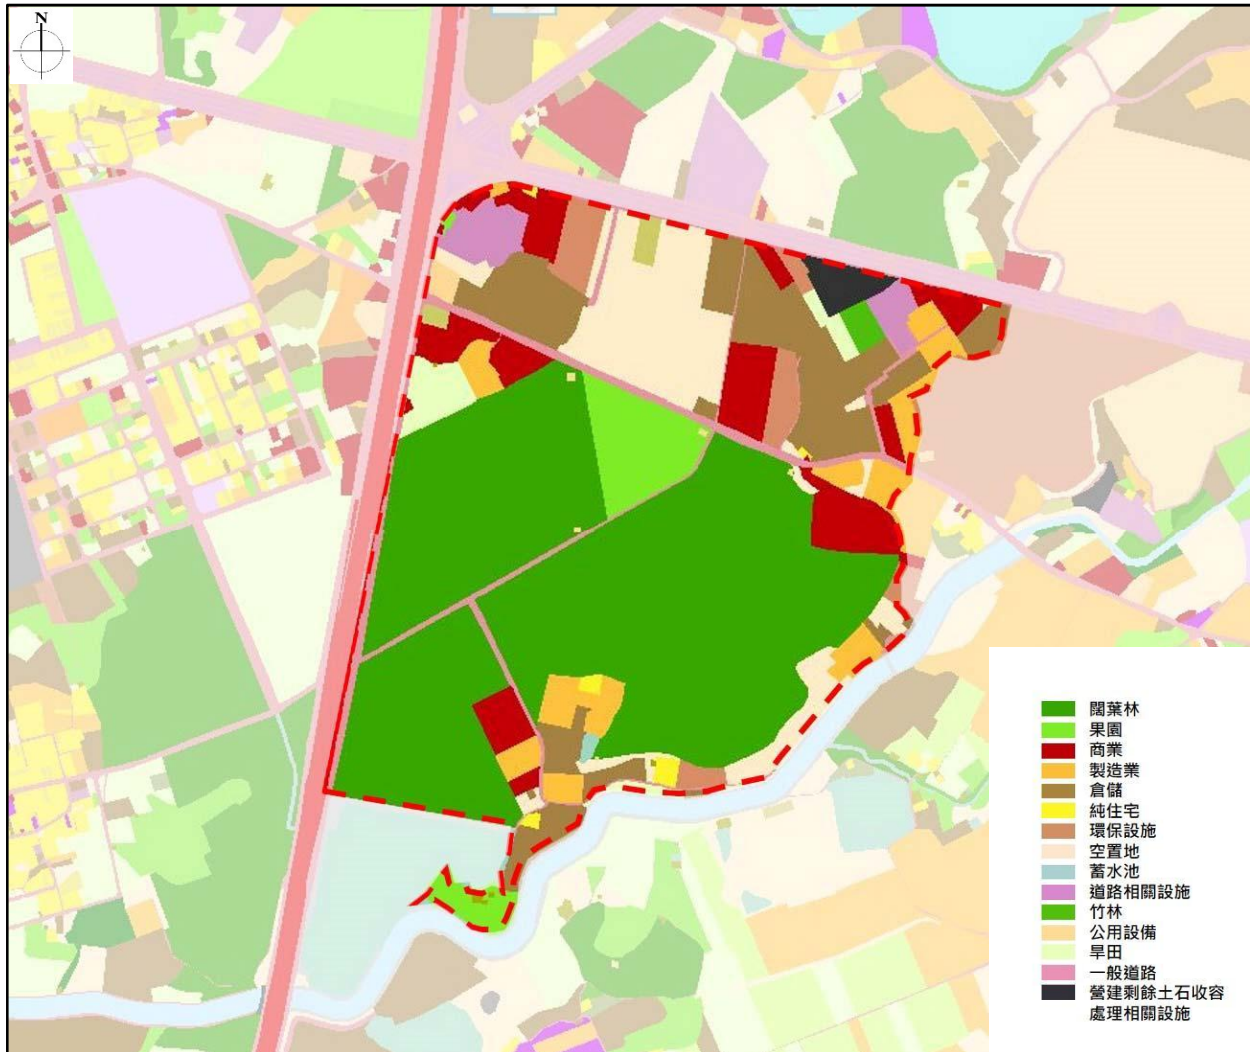 N
闊葉林
果園
商業
製造業
倉儲
純住宅
環保設施
空置地
蓄水池
道路相關設施
竹林
公用設備
旱田
一般道路
營建剩餘土石收容
處理相關設施